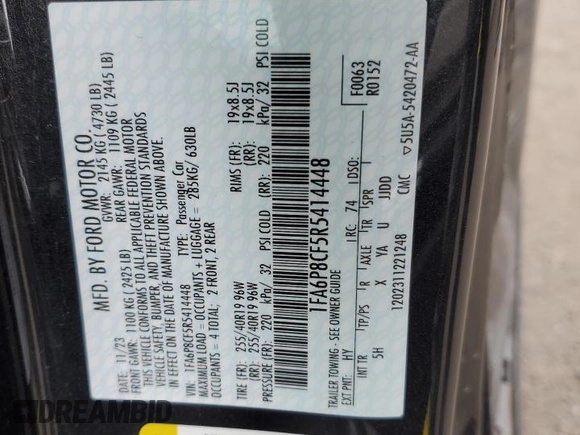 MFD. BY FORD MOTOR CO.
DATE: 11/23 GVWR: 2145 KG ( 4730 LB)
FRONT GAWR: 1100 KG ( 2425 LB) REAR GAWR: 1109 KG ( 2445 LB)
THIS VEHICLE CONFORMS TO ALL APPLICABLE FEDERAL MOTOR
VEHICLE SAFETY, BUMPER, AND THEFT PREVENTION STANDARDS
IN EFFECT ON THE DATE OF MANUFACTURE SHOWN ABOVE.
VIN: 1FA6P8CF5R5414448 TYPE: Passenger Car
MAXIMUM LOAD = OCCUPANTS + LUGGAGE = 285KG/ 630LB
OCCUPANTS = 4 TOTAL; 2 FRONT, 2 REAR
TIRE (FR): 255/40R19 96W RIMS (FR): 19x8.5J
(RR): 255/40R19 96W (RR): 19x8.5J
PRESSURE (FR): 220 kPa/ 32 PSI COLD (RR): 220 kPa/ 32 PSI COLD
1FA6P8CF5R5414448
TRAILER TOWING - SEE OWNER GUIDE
F0063
R0152
EXT PNT: HY RC: 74 DSO:
INT TR TP/PS R AXLE TR SPR
5H X YA U JJDD
1202311221248 CMC ▽5U5A-5420472-AA
DREAMBID